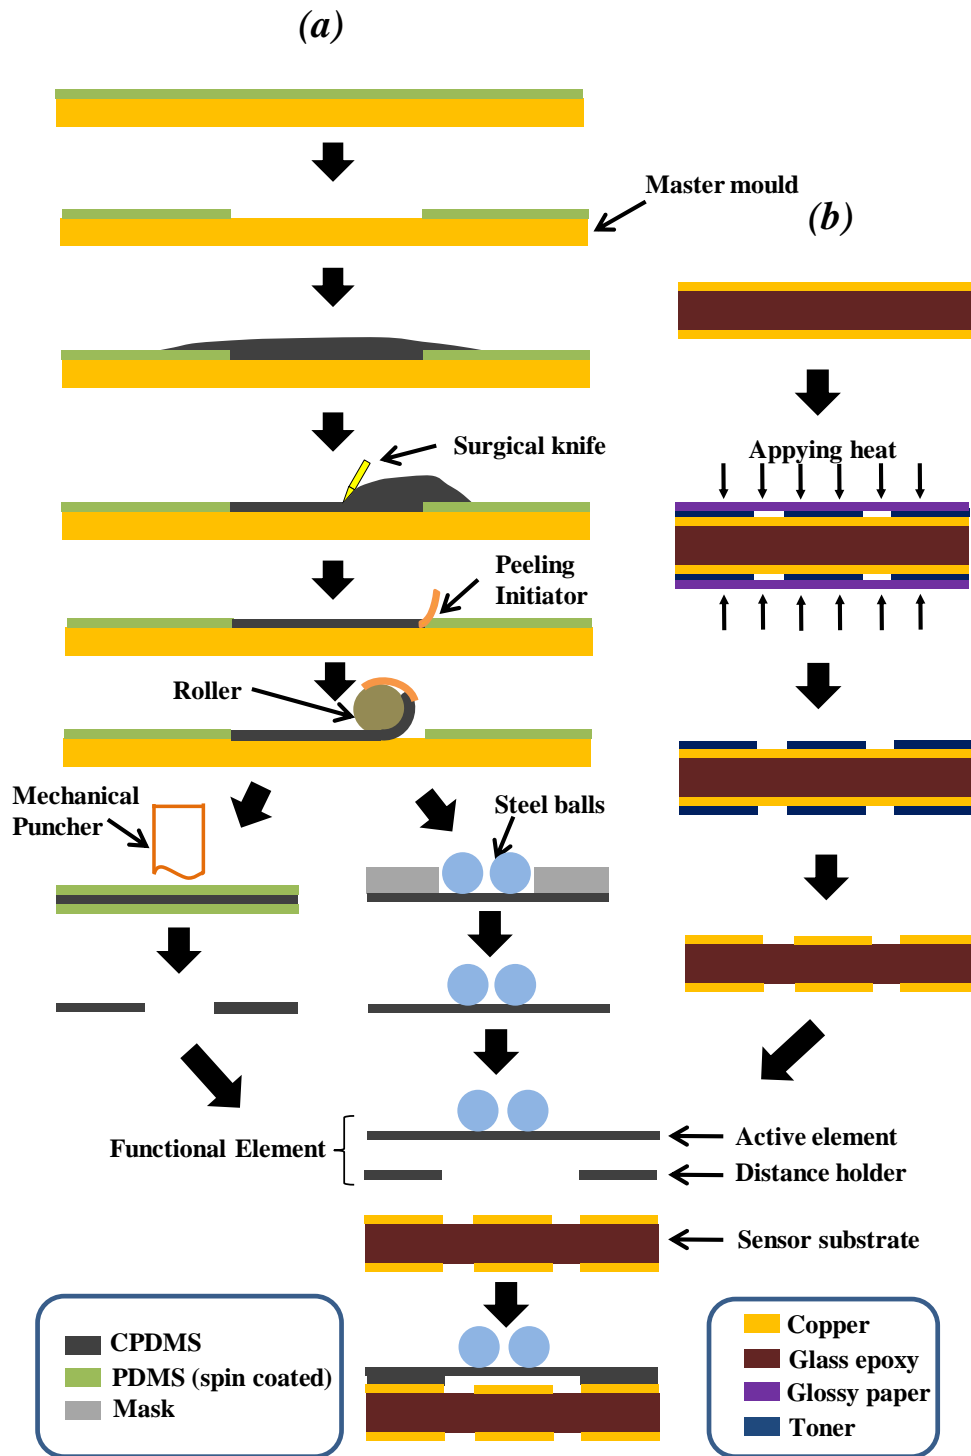 (a)
Master mould
(b)
Surgical knife
Appying heat
Peeling
Initiator
Roller
Mechanical
Puncher
Steel balls
Functional Element
Active element
Distance holder
Sensor substrate
CPDMS
PDMS (spin coated)
Mask
Copper
Glass epoxy
Glossy paper
Toner